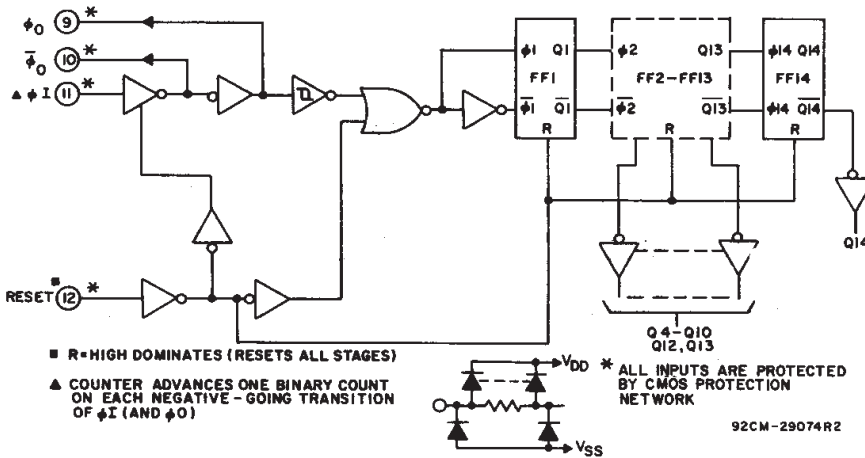 ϕ0 9 *
ϕ̅0 10 *
▲ ϕI 11 *
ϕ1 Q1
FF1
ϕ̅1 Q̅1
R
ϕ2 Q13
FF2-FF13
ϕ̅2 Q̅13
R
ϕ14 Q14
FF14
ϕ̅14 Q̅14
R
Q14
RESET ■ 12 *
Q4-Q10
Q12,Q13
■ R=HIGH DOMINATES (RESETS ALL STAGES)
▲ COUNTER ADVANCES ONE BINARY COUNT
ON EACH NEGATIVE-GOING TRANSITION
OF ϕI (AND ϕO)
VDD
VSS
* ALL INPUTS ARE PROTECTED
BY CMOS PROTECTION
NETWORK
92CM-29074R2